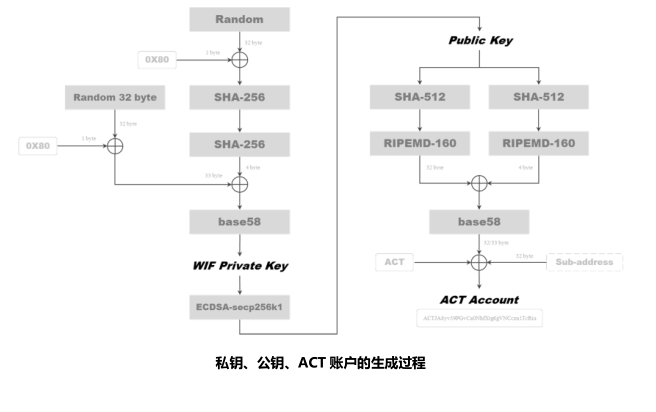 Random
32 byte
0X80
1 byte
Random 32 byte
SHA-256
32 byte
0X80
1 byte
SHA-256
4 byte
33 byte
base58
WIF Private Key
ECDSA-secp256k1
Public Key
SHA-512
SHA-512
RIPEMD-160
RIPEMD-160
32 byte
4 byte
base58
32/33 byte
ACT
32 byte
Sub-address
ACT Account
私钥、公钥、ACT 账户的生成过程